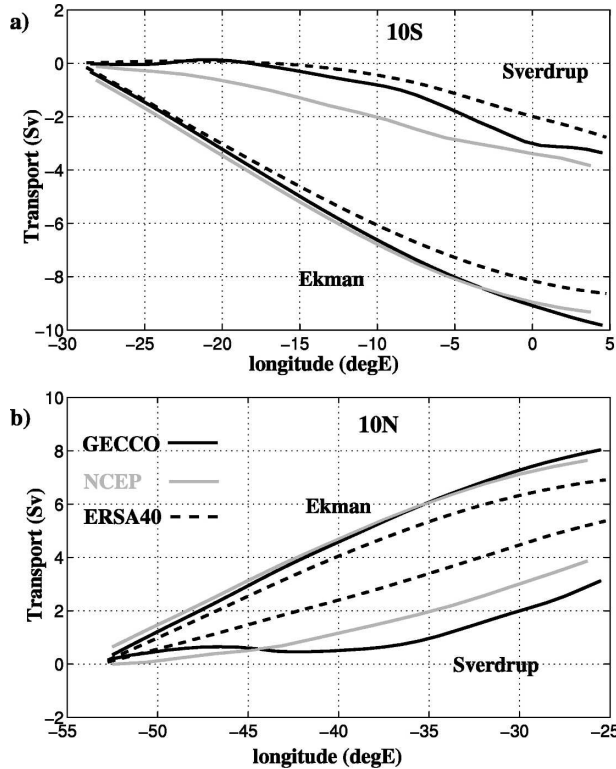 a)
10S
Sverdrup
Ekman
Transport (Sv)
2
0
−2
−4
−6
−8
−10
−30 −25 −20 −15 −10 −5 0 5
longitude (degE)
b)
10N
GECCO
NCEP
ERSA40
Ekman
Sverdrup
Transport (Sv)
10
8
6
4
2
0
−2
−55 −50 −45 −40 −35 −30 −25
longitude (degE)